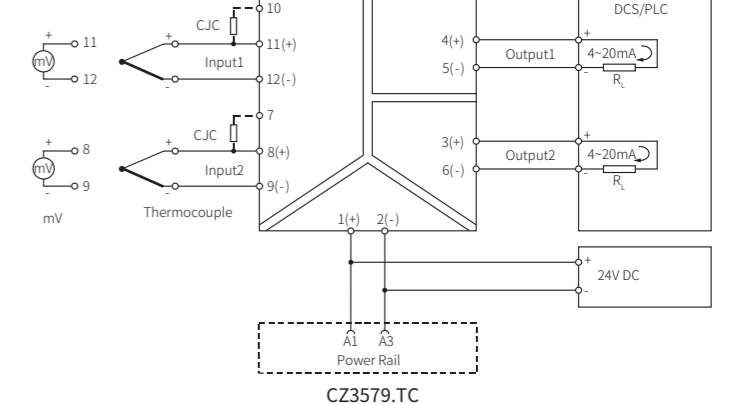 10
DCS/PLC
CJC
+ 11 + 11(+) 4(+) + 4~20mA
mV Input1 Output1
- 12 - 12(-) 5(-) - RL
7
CJC
+ 8 + 8(+) 3(+) + 4~20mA
mV Input2 Output2
- 9 - 9(-) 6(-) - RL
mV Thermocouple
1(+) 2(-)
+
24V DC
-
A1 A3
Power Rail
CZ3579.TC